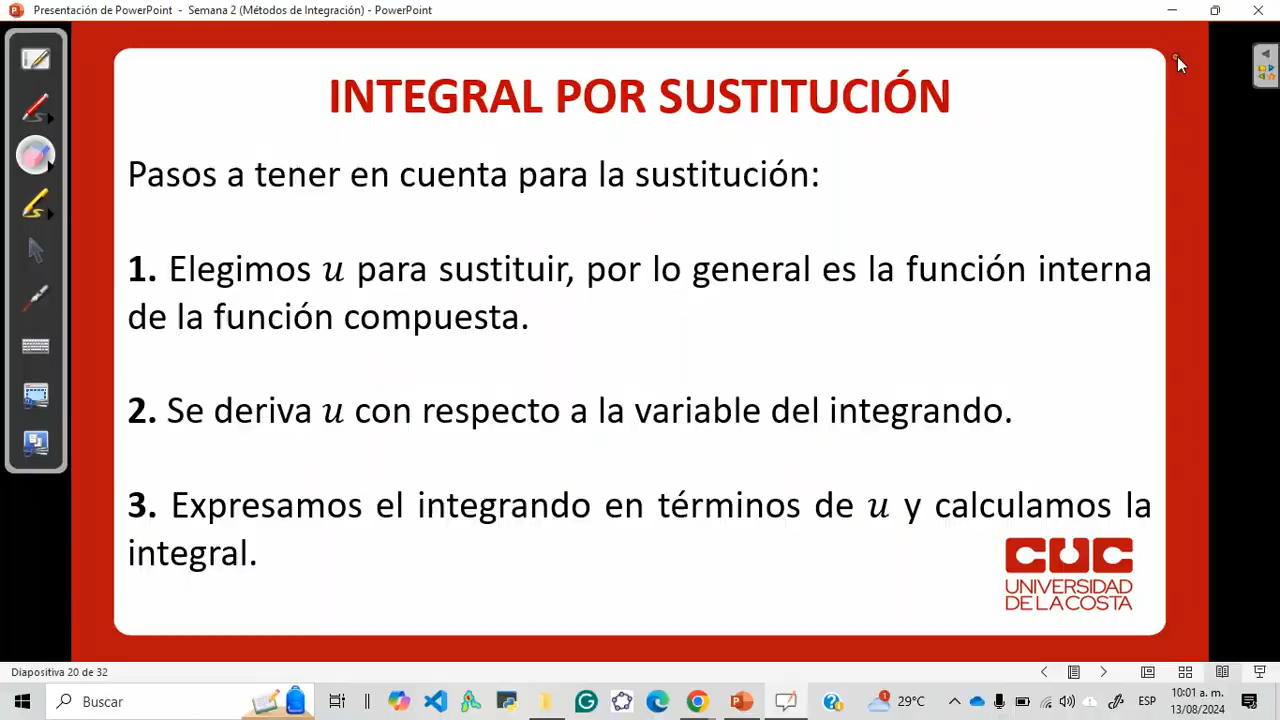 Presentación de PowerPoint - Semana 2 (Métodos de Integración) - PowerPoint
INTEGRAL POR SUSTITUCIÓN
Pasos a tener en cuenta para la sustitución:
1. Elegimos u para sustituir, por lo general es la función interna
de la función compuesta.
2. Se deriva u con respecto a la variable del integrando.
3. Expresamos el integrando en términos de u y calculamos la
integral.
CUC
UNIVERSIDAD
DE LA COSTA
Diapositiva 20 de 32
Buscar
29°C
ESP
10:01 a. m.
13/08/2024